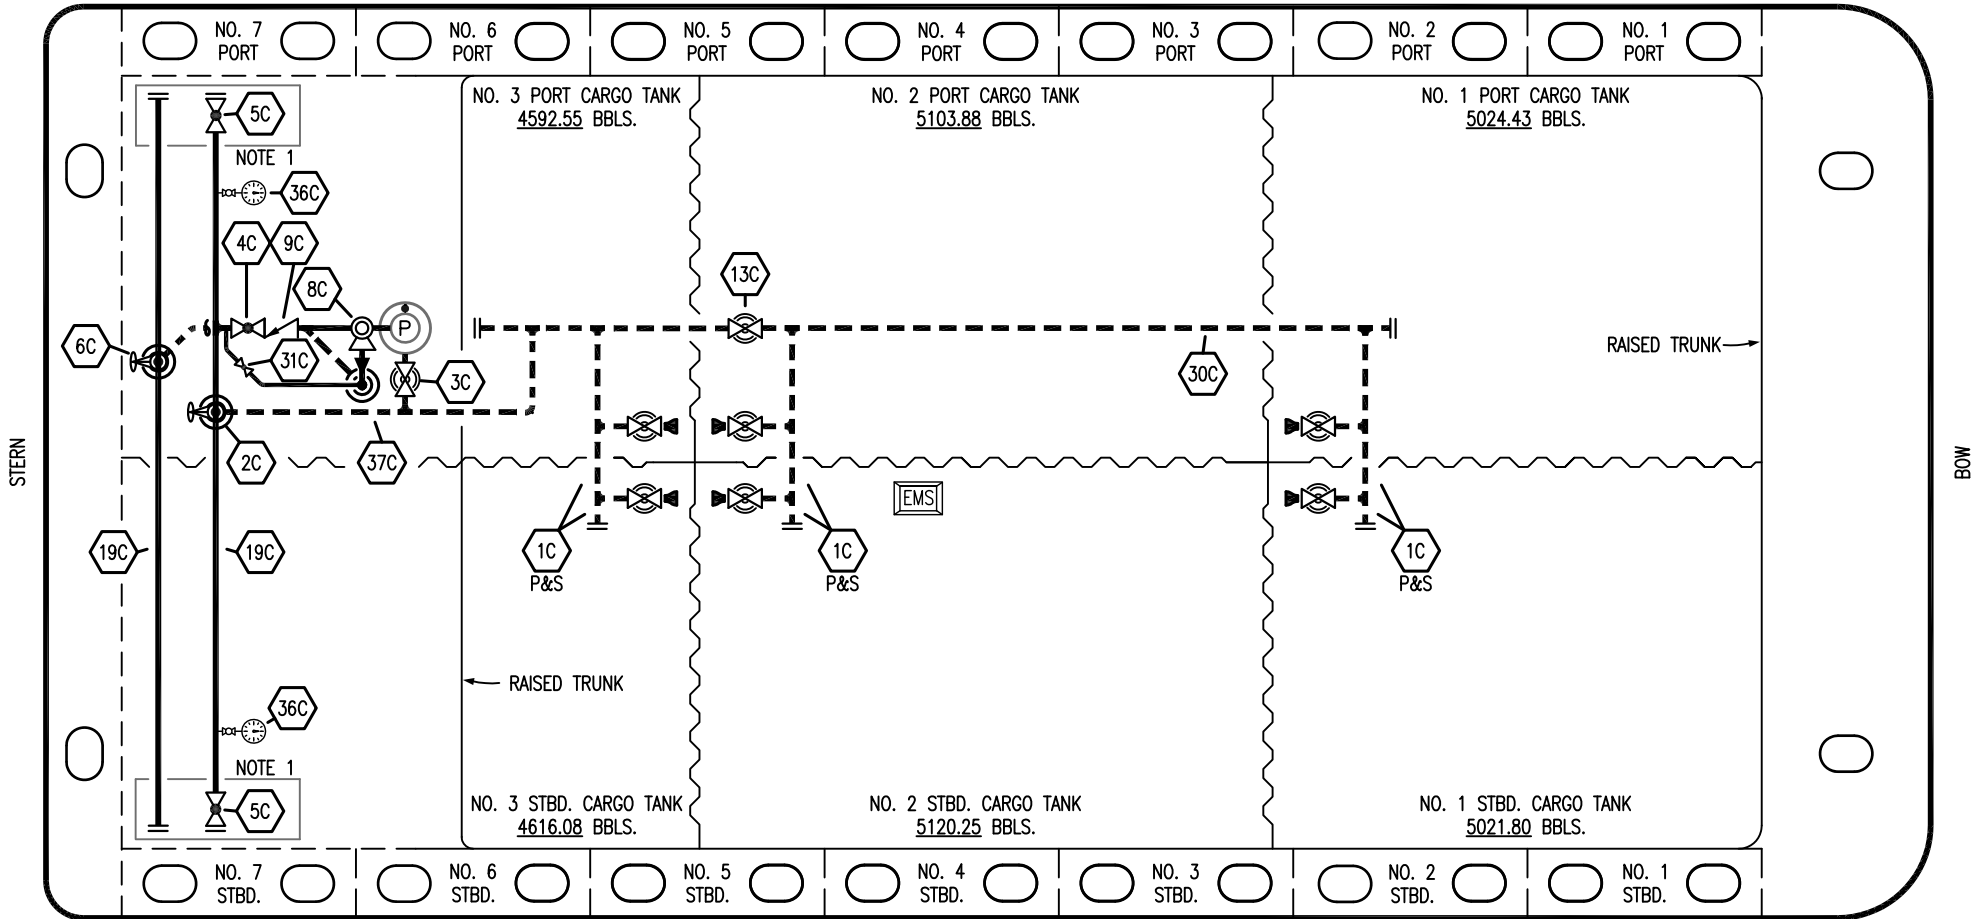 NO. 7
PORT
NO. 6
PORT
NO. 5
PORT
NO. 4
PORT
NO. 3
PORT
NO. 2
PORT
NO. 1
PORT
NO. 3 PORT CARGO TANK
4592.55 BBLS.
NO. 2 PORT CARGO TANK
5103.88 BBLS.
NO. 1 PORT CARGO TANK
5024.43 BBLS.
5C
NOTE 1
36C
4C
9C
8C
13C
P
6C
31C
3C
30C
RAISED TRUNK
2C
37C
STERN
BOW
EMS
19C
19C
1C
P&S
1C
P&S
1C
P&S
RAISED TRUNK
36C
NOTE 1
5C
NO. 3 STBD. CARGO TANK
4616.08 BBLS.
NO. 2 STBD. CARGO TANK
5120.25 BBLS.
NO. 1 STBD. CARGO TANK
5021.80 BBLS.
NO. 7
STBD.
NO. 6
STBD.
NO. 5
STBD.
NO. 4
STBD.
NO. 3
STBD.
NO. 2
STBD.
NO. 1
STBD.